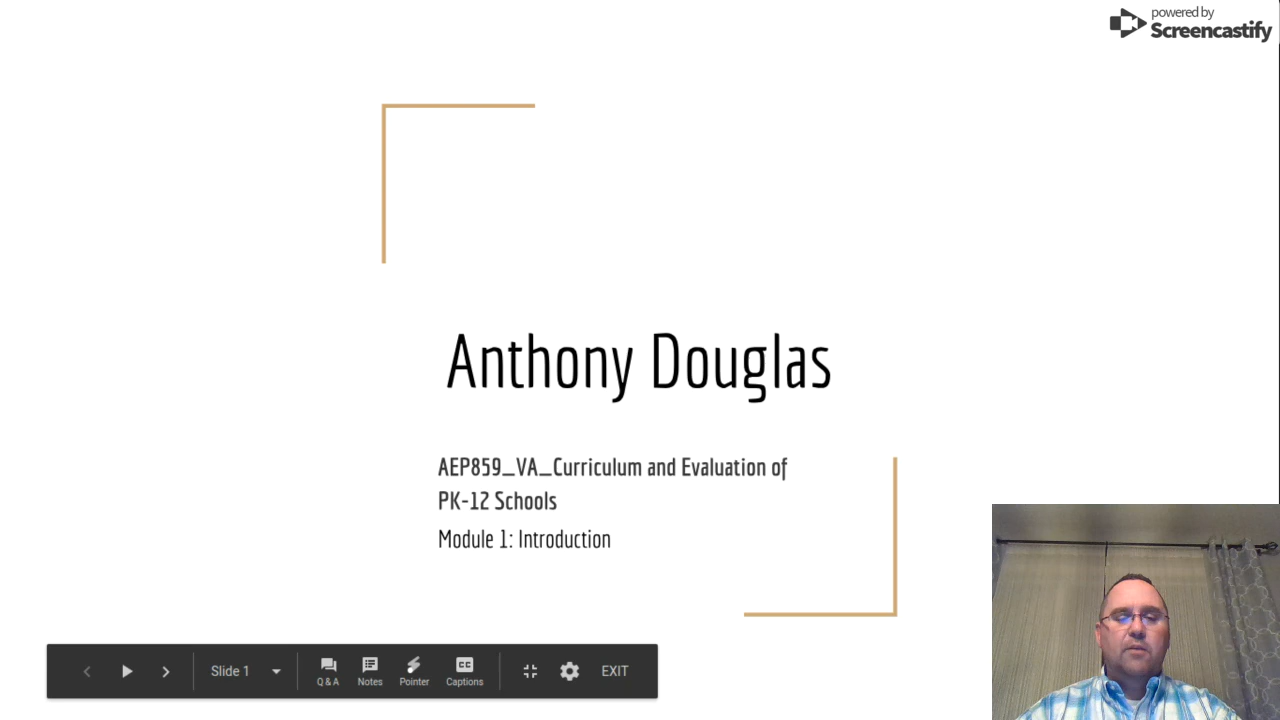 powered by
Screencastify
Anthony Douglas
AEP859_VA_Curriculum and Evaluation of
PK-12 Schools
Module 1: Introduction
Slide 1
Q & A
Notes
Pointer
Captions
EXIT